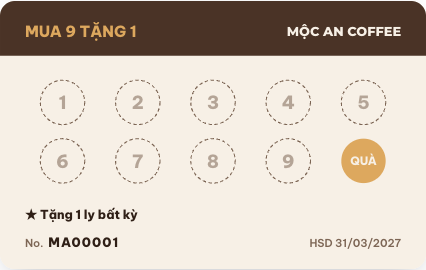 MUA 9 TẶNG 1
MỘC AN COFFEE
1 2 3 4 5
6 7 8 9 QUÀ
★ Tặng 1 ly bất kỳ
No. MA00001
HSD 31/03/2027